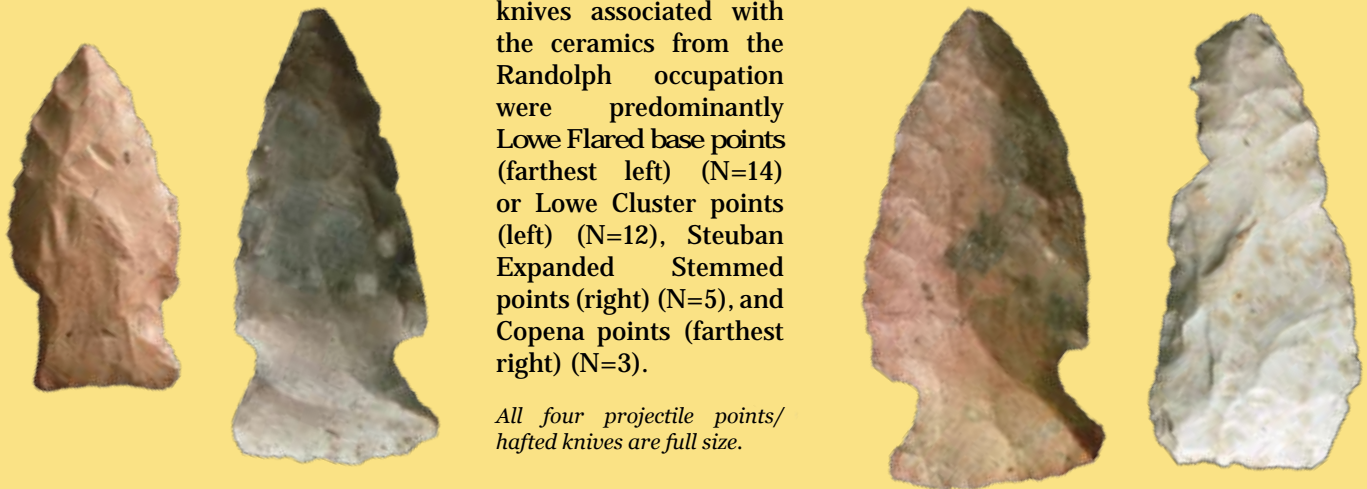 knives associated with
the ceramics from the
Randolph occupation
were predominantly
Lowe Flared base points
(farthest left) (N=14)
or Lowe Cluster points
(left) (N=12), Steuban
Expanded Stemmed
points (right) (N=5), and
Copena points (farthest
right) (N=3).
All four projectile points/
hafted knives are full size.